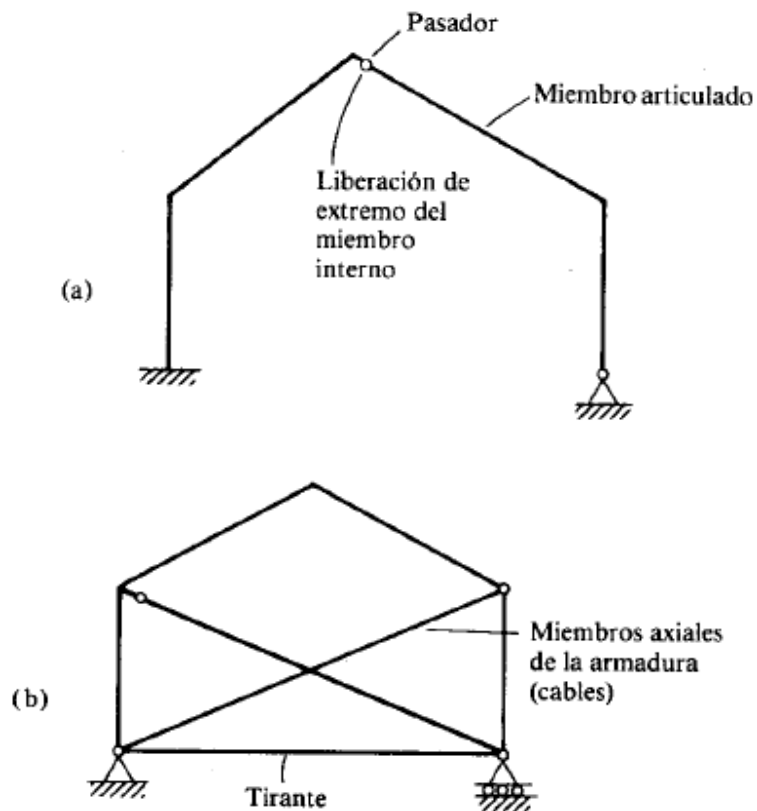 Pasador
Miembro articulado
Liberación de
extremo del
miembro
interno
(a)
Miembros axiales
de la armadura
(cables)
(b)
Tirante